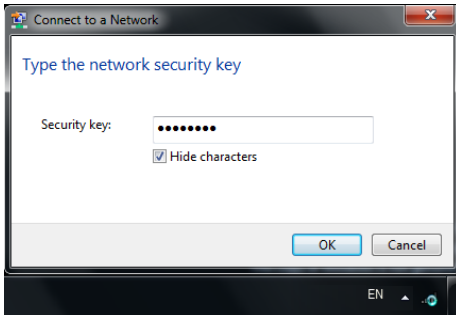 Connect to a Network
Type the network security key
Security key: ••••••••
Hide characters
OK Cancel
EN